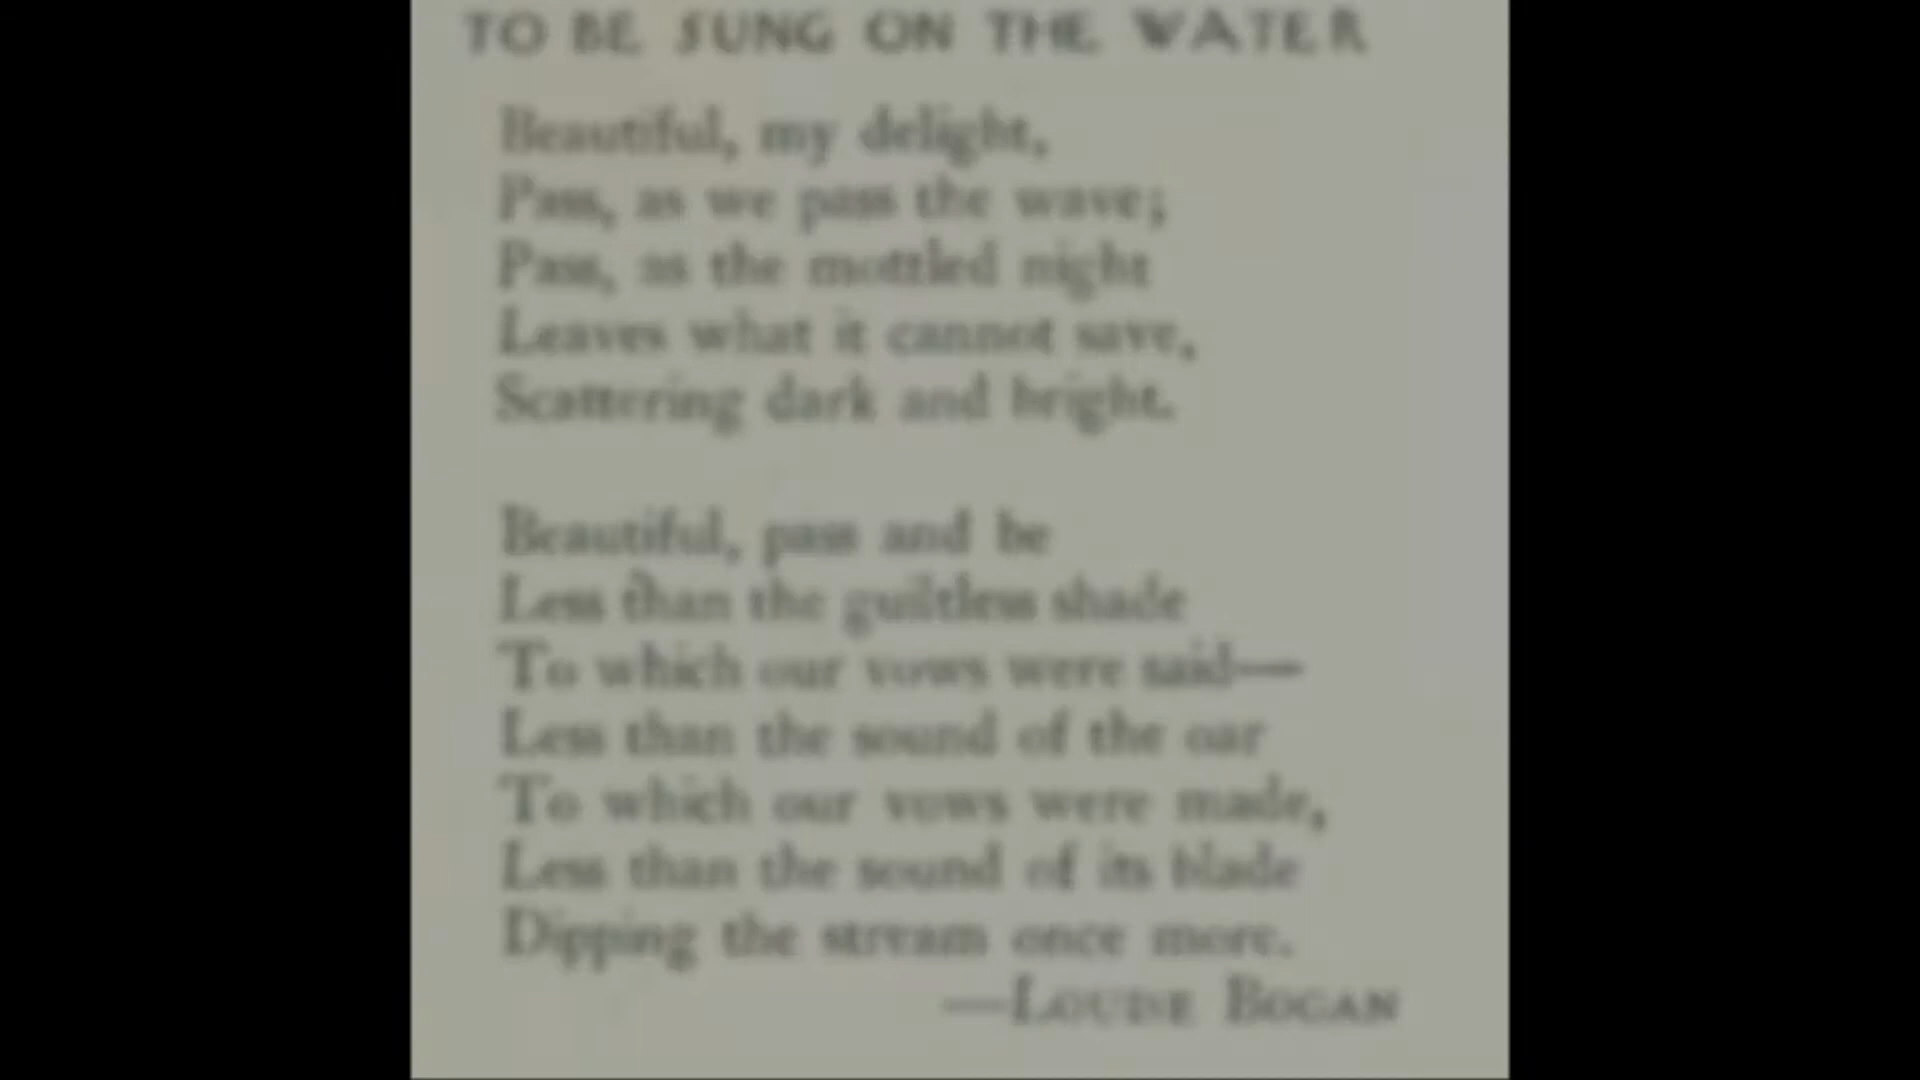 TO BE SUNG ON THE WATER
Beautiful, my delight,
Pass, as we pass the wave;
Pass, as the mottled night
Leaves what it cannot save,
Scattering dark and bright.
Beautiful, pass and be
Less than the guiltless shade
To which our vows were said—
Less than the sound of the oar
To which our vows were made,
Less than the sound of its blade
Dipping the stream once more.
—LOUISE BOGAN